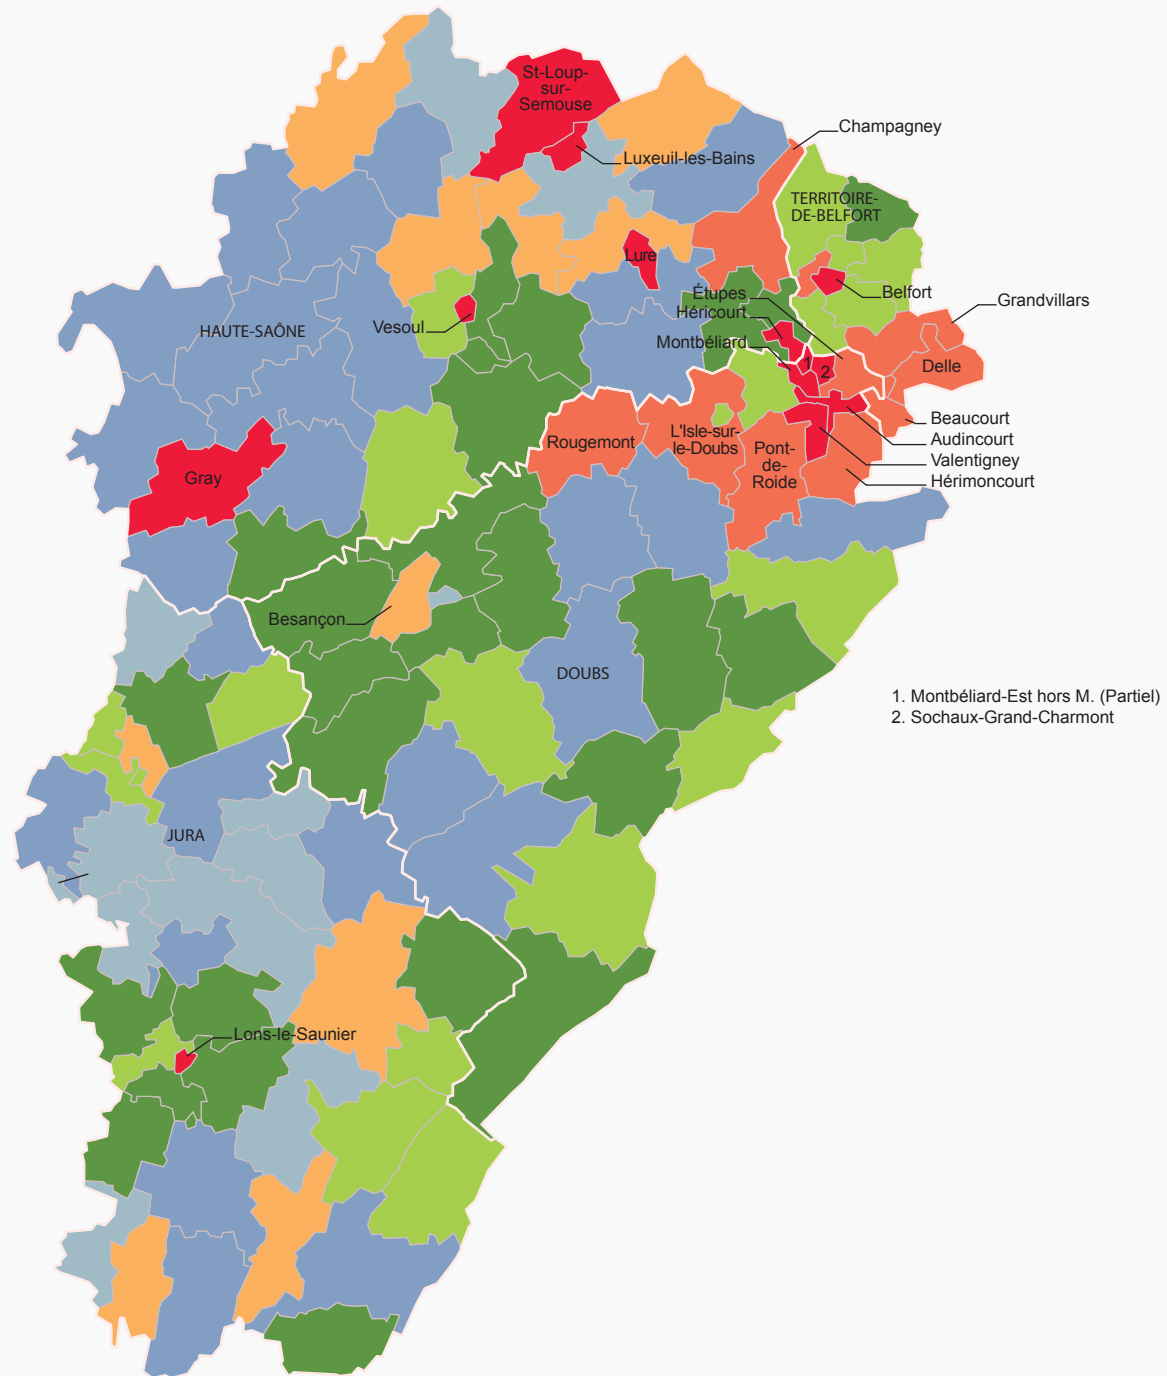 St-Loup-
sur-
Semouse
Champagney
Luxeuil-les-Bains
TERRITOIRE-
DE-BELFORT
Lure
Étupes
Belfort
Grandvillars
Héricourt
Vesoul
HAUTE-SAÔNE
Montbéliard
1
2
Delle
Beaucourt
Rougemont
L'Isle-sur-
le-Doubs
Audincourt
Pont-
de-
Roide
Valentigney
Gray
Hérimoncourt
Besançon
DOUBS
1. Montbéliard-Est hors M. (Partiel)
2. Sochaux-Grand-Charmont
JURA
Lons-le-Saunier